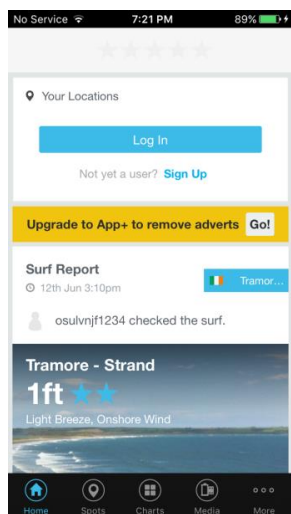 No Service 7:21 PM 89%
Your Locations
Log In
Not yet a user? Sign Up
Upgrade to App+ to remove adverts Go!
Surf Report
12th Jun 3:10pm
Tramor...
osulvnjf1234 checked the surf.
Tramore - Strand
1ft
Light Breeze, Onshore Wind
Home Spots Charts Media More